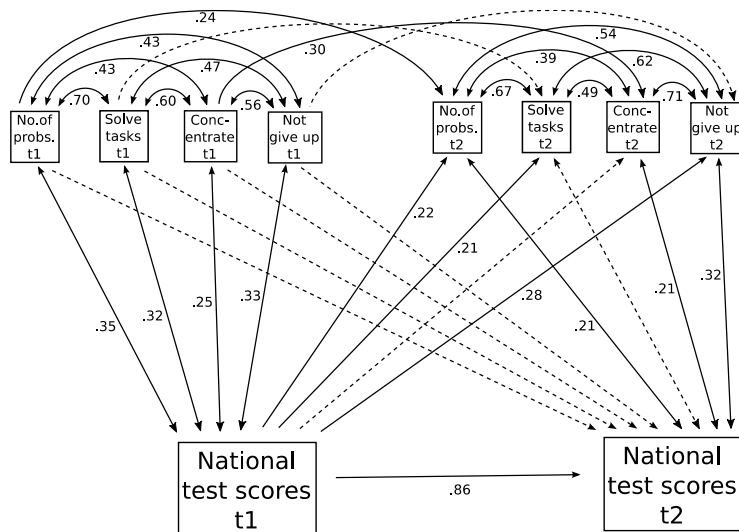 .24
.54
.43
.30
.43
.47
.39
.62
.70
.60
.56
.67
.49
.71
No.of
probs.
t1
Solve
tasks
t1
Conc-
entrate
t1
Not
give up
t1
No.of
probs.
t2
Solve
tasks
t2
Conc-
entrate
t2
Not
give up
t2
.22
.21
.35
.32
.25
.33
.28
.21
.21
.32
National
test scores
t1
.86
National
test scores
t2